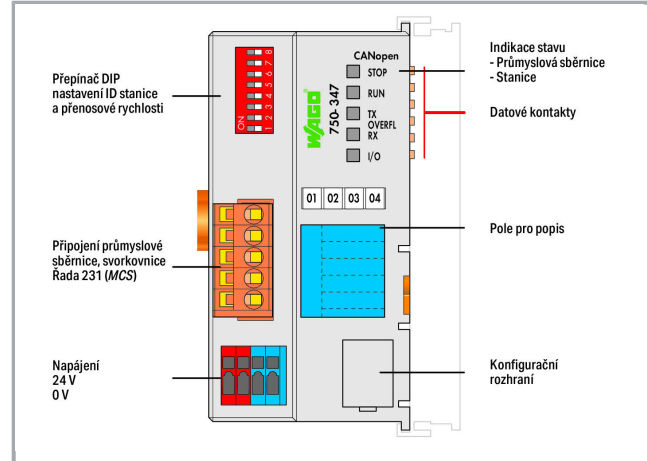 Přepínač DIP
nastavení ID stanice
a přenosové rychlosti
Připojení průmyslové
sběrnice, svorkovnice
Řada 231 (MCS)
Napájení
24 V
0 V
ON
1 2 3 4 5 6 7 8
WAGO
750-347
CANopen
STOP
RUN
TX
OVERFL
RX
I/O
01 02 03 04
Indikace stavu
- Průmyslová sběrnice
- Stanice
Datové kontakty
Pole pro popis
Konfigurační
rozhraní